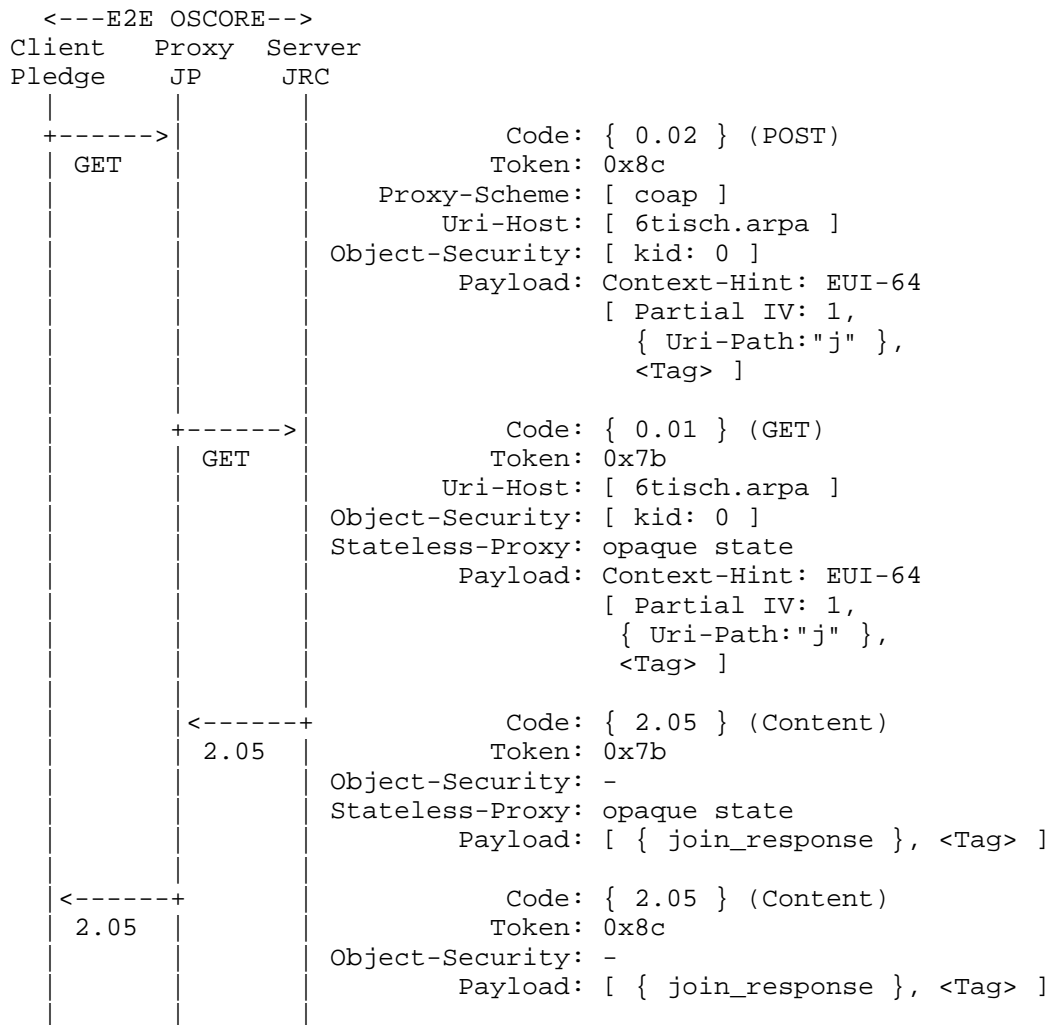 <---E2E OSCORE-->
Client Proxy Server
Pledge JP JRC
+------> Code: { 0.02 } (POST)
GET Token: 0x8c
Proxy-Scheme: [ coap ]
Uri-Host: [ 6tisch.arpa ]
Object-Security: [ kid: 0 ]
Payload: Context-Hint: EUI-64
[ Partial IV: 1,
{ Uri-Path:"j" },
<Tag> ]
+------> Code: { 0.01 } (GET)
GET Token: 0x7b
Uri-Host: [ 6tisch.arpa ]
Object-Security: [ kid: 0 ]
Stateless-Proxy: opaque state
Payload: Context-Hint: EUI-64
[ Partial IV: 1,
{ Uri-Path:"j" },
<Tag> ]
<------+ Code: { 2.05 } (Content)
2.05 Token: 0x7b
Object-Security: -
Stateless-Proxy: opaque state
Payload: [ { join_response }, <Tag> ]
<------+ Code: { 2.05 } (Content)
2.05 Token: 0x8c
Object-Security: -
Payload: [ { join_response }, <Tag> ]